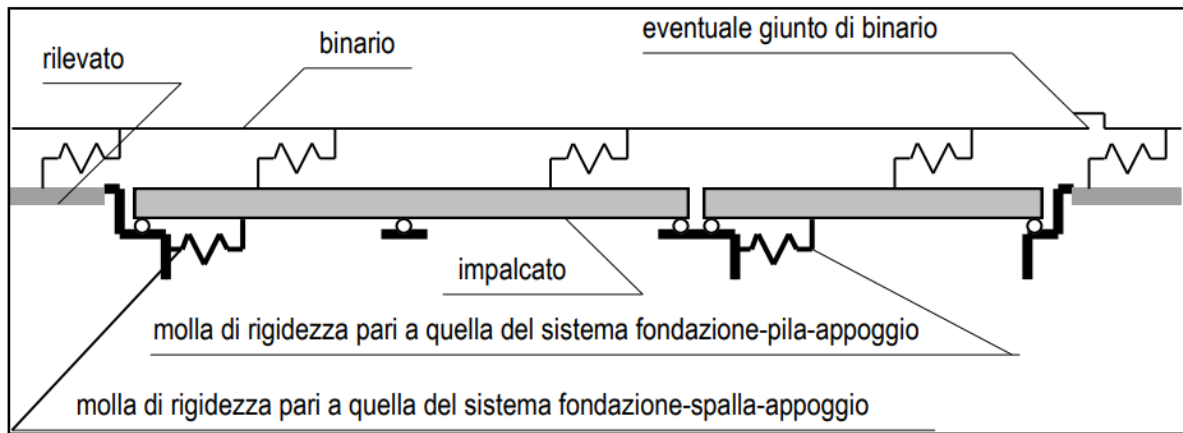 eventuale giunto di binario
binario
rilevato
impalcato
molla di rigidezza pari a quella del sistema fondazione-pila-appoggio
molla di rigidezza pari a quella del sistema fondazione-spalla-appoggio